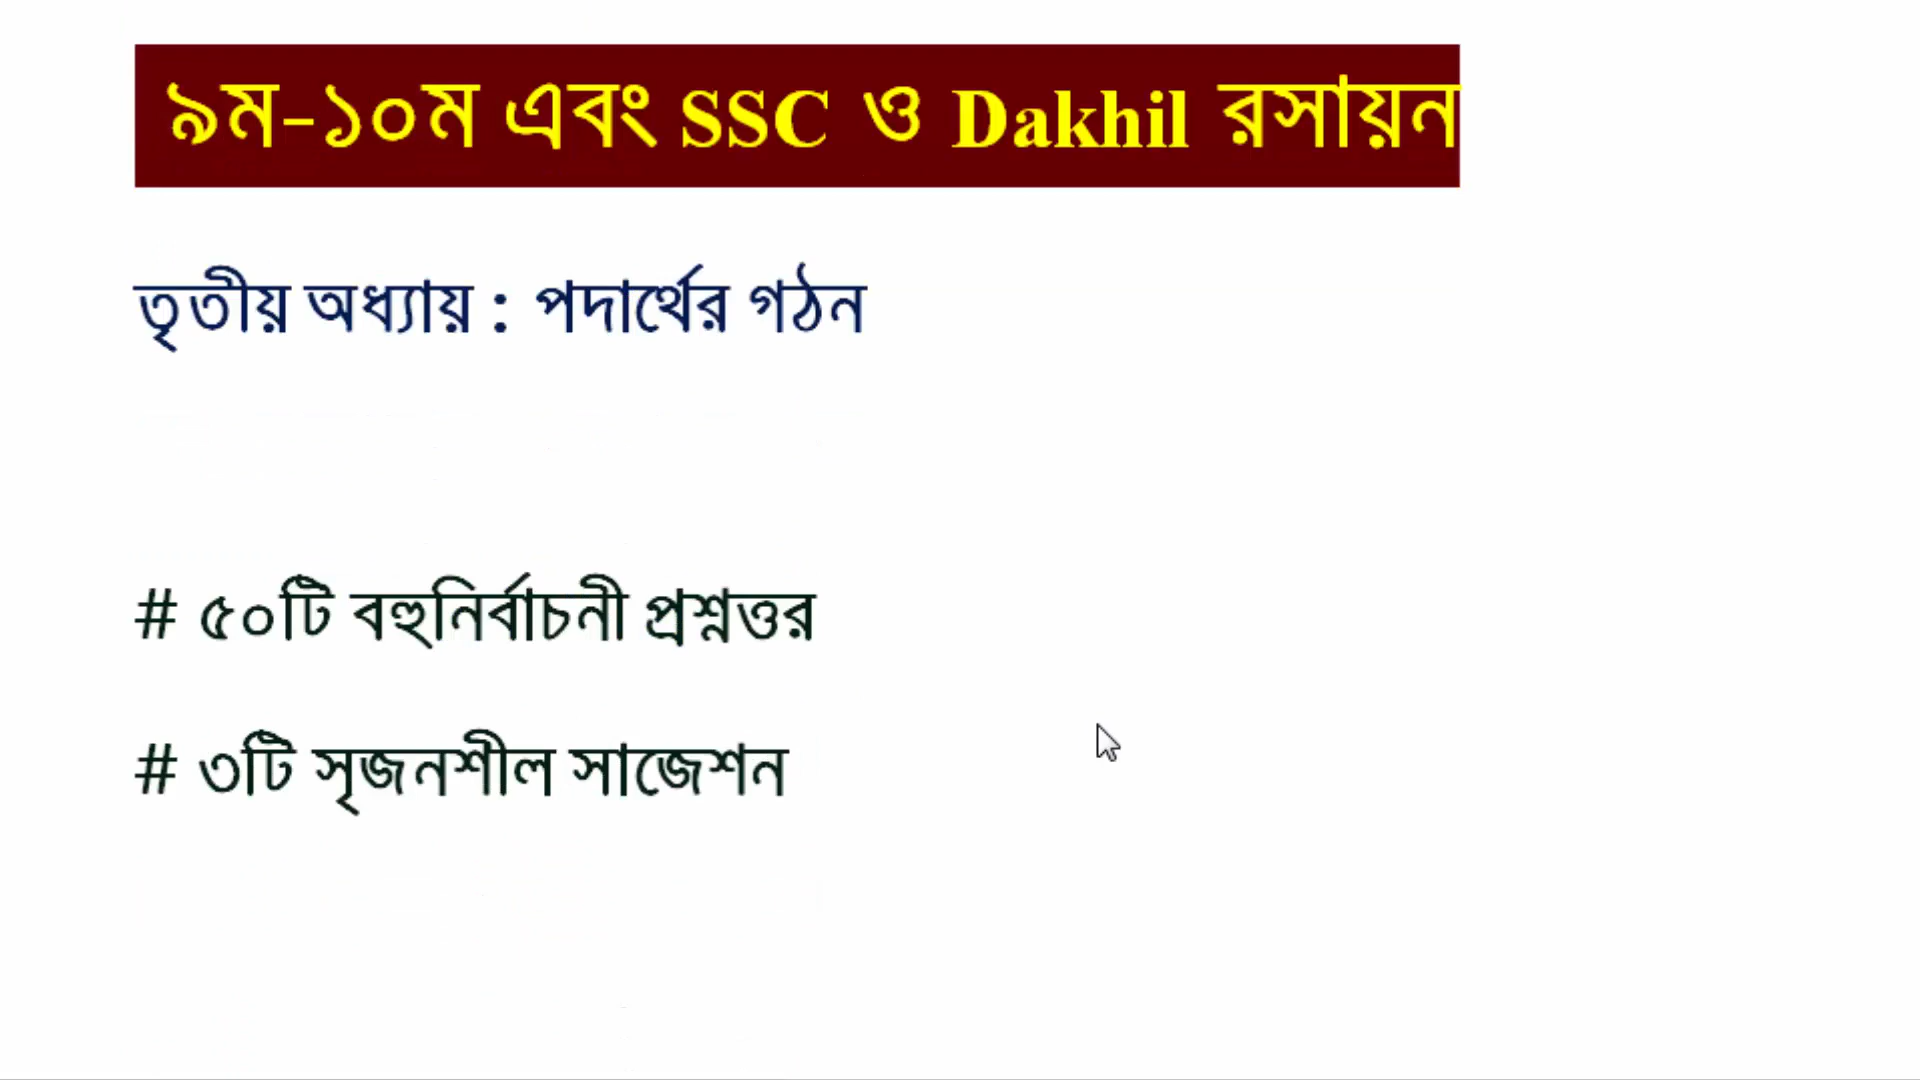 ৯ম-১০ম এবং SSC ও Dakhil রসায়ন
তৃতীয় অধ্যায় : পদার্থের গঠন
# ৫০টি বহুনির্বাচনী প্রশ্নত্তর
# ৩টি সৃজনশীল সাজেশন